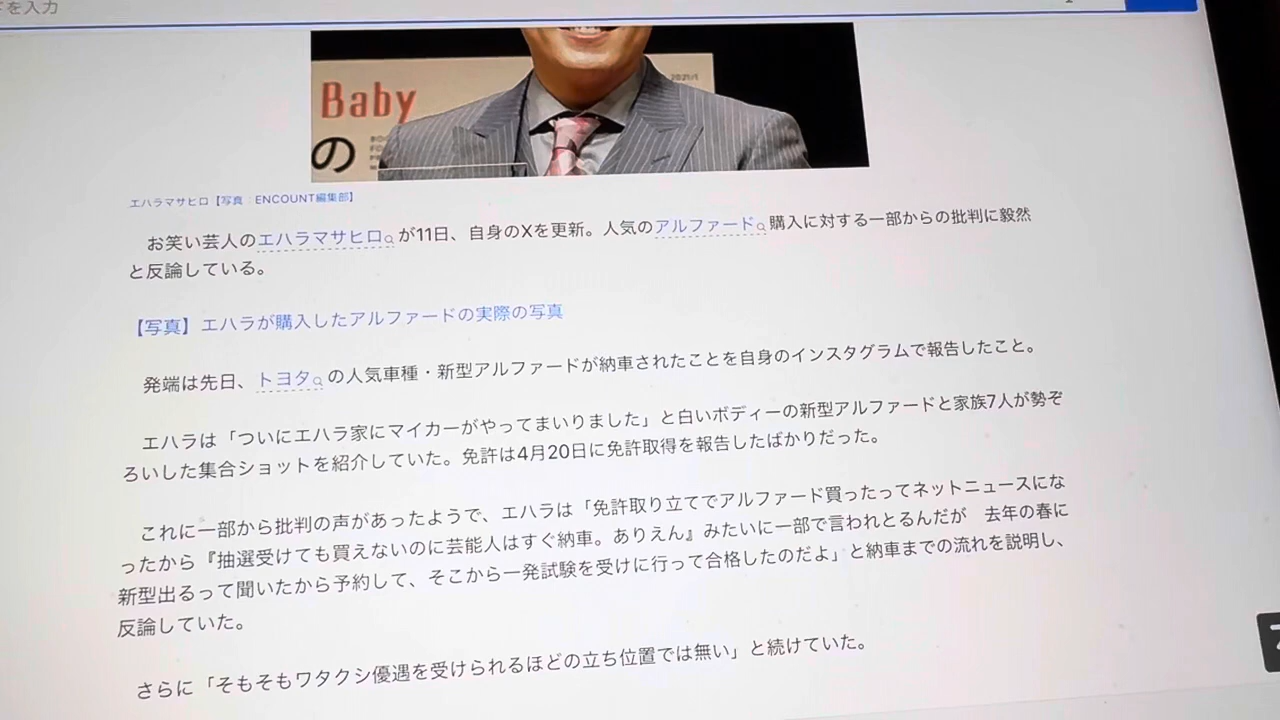 を入力
Baby
の
2021/1
エハラマサヒロ【写真：ENCOUNT編集部】
お笑い芸人のエハラマサヒロが11日、自身のXを更新。人気のアルファード購入に対する一部からの批判に毅然
と反論している。
【写真】エハラが購入したアルファードの実際の写真
発端は先日、トヨタの人気車種・新型アルファードが納車されたことを自身のインスタグラムで報告したこと。
エハラは「ついにエハラ家にマイカーがやってまいりました」と白いボディーの新型アルファードと家族7人が勢ぞ
ろいした集合ショットを紹介していた。免許は4月20日に免許取得を報告したばかりだった。
これに一部から批判の声があったようで、エハラは「免許取り立てでアルファード買ったってネットニュースにな
ったから『抽選受けても買えないのに芸能人はすぐ納車。ありえん』みたいに一部で言われとるんだが　去年の春に
新型出るって聞いたから予約して、そこから一発試験を受けに行って合格したのだよ」と納車までの流れを説明し、
反論していた。
さらに「そもそもワタクシ優遇を受けられるほどの立ち位置では無い」と続けていた。